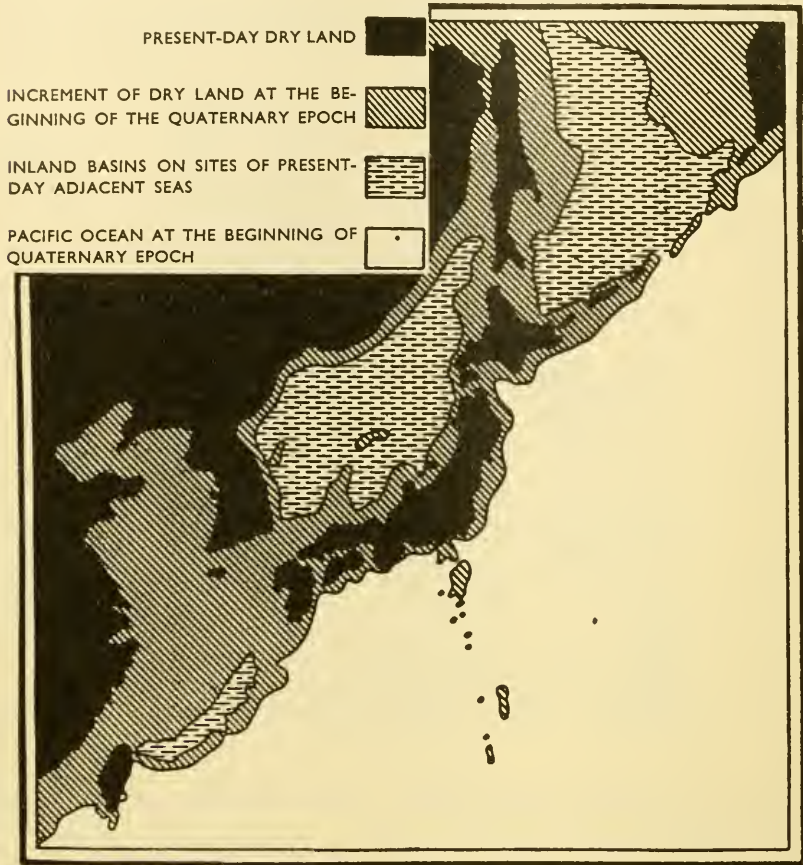 PRESENT-DAY DRY LAND
INCREMENT OF DRY LAND AT THE BE-
GINNING OF THE QUATERNARY EPOCH
INLAND BASINS ON SITES OF PRESENT-
DAY ADJACENT SEAS
PACIFIC OCEAN AT THE BEGINNING OF
QUATERNARY EPOCH